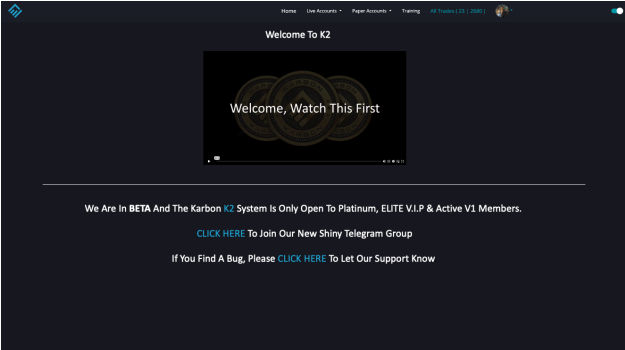 Home Live Accounts Paper Accounts Training All Trades ( 23 | 2680 )
Welcome To K2
Welcome, Watch This First
We Are In BETA And The Karbon K2 System Is Only Open To Platinum, ELITE V.I.P & Active V1 Members.
CLICK HERE To Join Our New Shiny Telegram Group
If You Find A Bug, Please CLICK HERE To Let Our Support Know